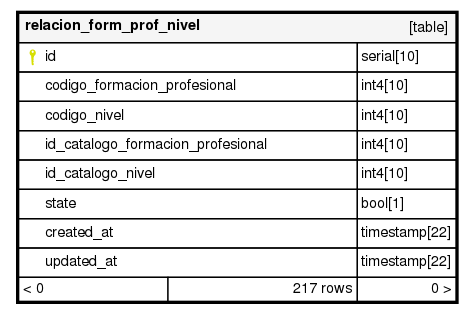 relacion_form_prof_nivel [table]
id serial[10]
codigo_formacion_profesional int4[10]
codigo_nivel int4[10]
id_catalogo_formacion_profesional int4[10]
id_catalogo_nivel int4[10]
state bool[1]
created_at timestamp[22]
updated_at timestamp[22]
< 0 217 rows 0 >